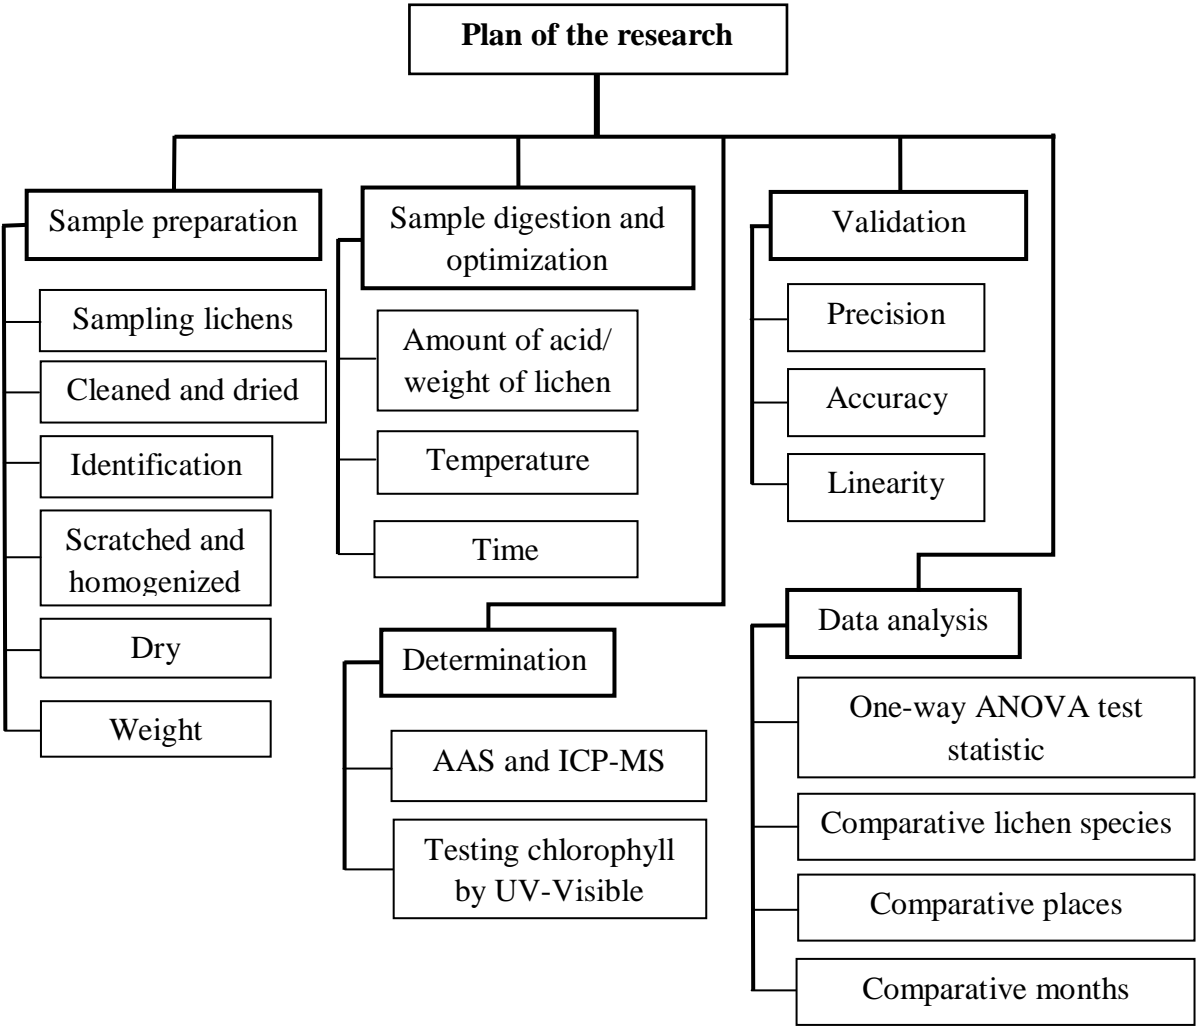 Plan of the research
Sample preparation
Sampling lichens
Cleaned and dried
Identification
Scratched and
homogenized
Dry
Weight
Sample digestion and
optimization
Amount of acid/
weight of lichen
Temperature
Time
Determination
AAS and ICP-MS
Testing chlorophyll
by UV-Visible
Validation
Precision
Accuracy
Linearity
Data analysis
One-way ANOVA test
statistic
Comparative lichen species
Comparative places
Comparative months